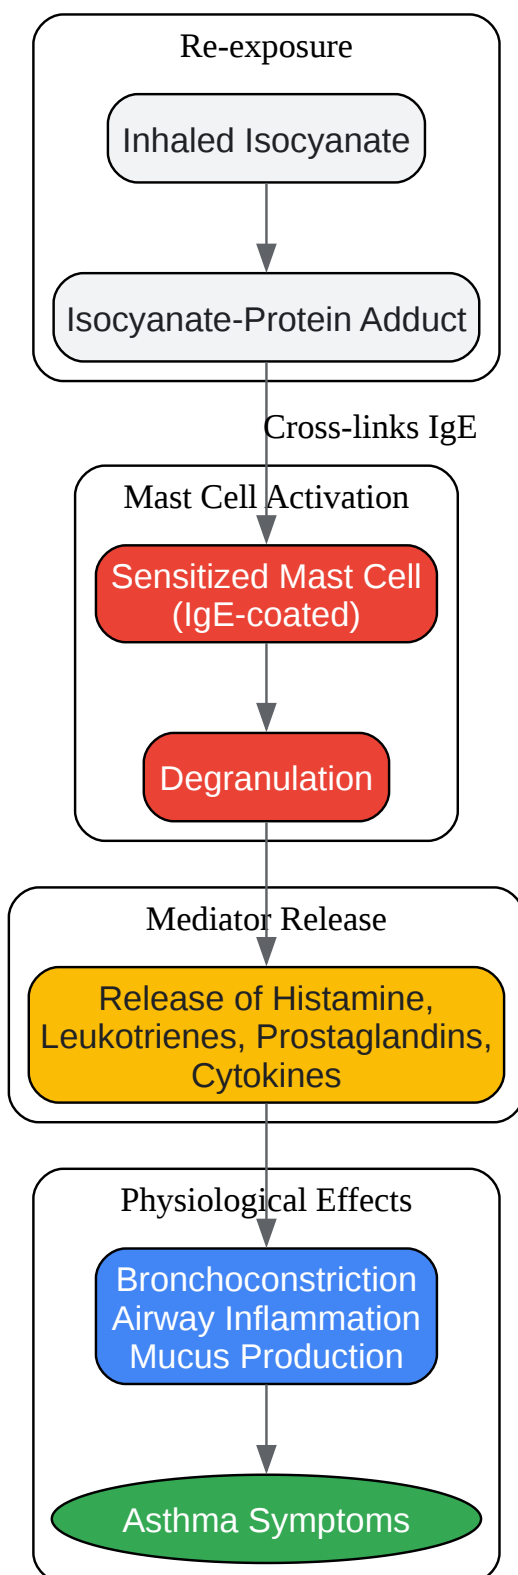 Re-exposure
Inhaled Isocyanate
Isocyanate-Protein Adduct
Cross-links IgE
Mast Cell Activation
Sensitized Mast Cell
(IgE-coated)
Degranulation
Mediator Release
Release of Histamine,
Leukotrienes, Prostaglandins,
Cytokines
Physiological Effects
Bronchoconstriction
Airway Inflammation
Mucus Production
Asthma Symptoms